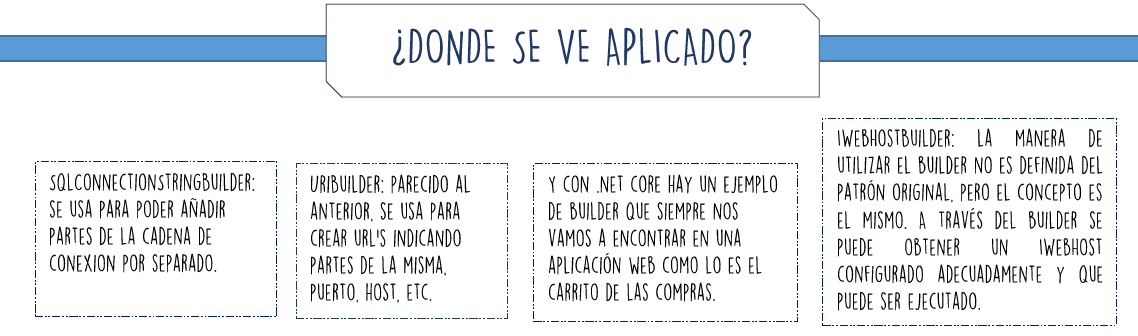 ¿DONDE SE VE APLICADO?
SQLCONNECTIONSTRINGBUILDER:
SE USA PARA PODER AÑADIR
PARTES DE LA CADENA DE
CONEXION POR SEPARADO.
URIBUILDER: PARECIDO AL
ANTERIOR, SE USA PARA
CREAR URL'S INDICANDO
PARTES DE LA MISMA,
PUERTO, HOST, ETC.
Y CON .NET CORE HAY UN EJEMPLO
DE BUILDER QUE SIEMPRE NOS
VAMOS A ENCONTRAR EN UNA
APLICACIÓN WEB COMO LO ES EL
CARRITO DE LAS COMPRAS.
IWEBHOSTBUILDER: LA MANERA DE
UTILIZAR EL BUILDER NO ES DEFINIDA DEL
PATRÓN ORIGINAL, PERO EL CONCEPTO ES
EL MISMO. A TRAVÉS DEL BUILDER SE
PUEDE OBTENER UN IWEBHOST
CONFIGURADO ADECUADAMENTE Y QUE
PUEDE SER EJECUTADO.